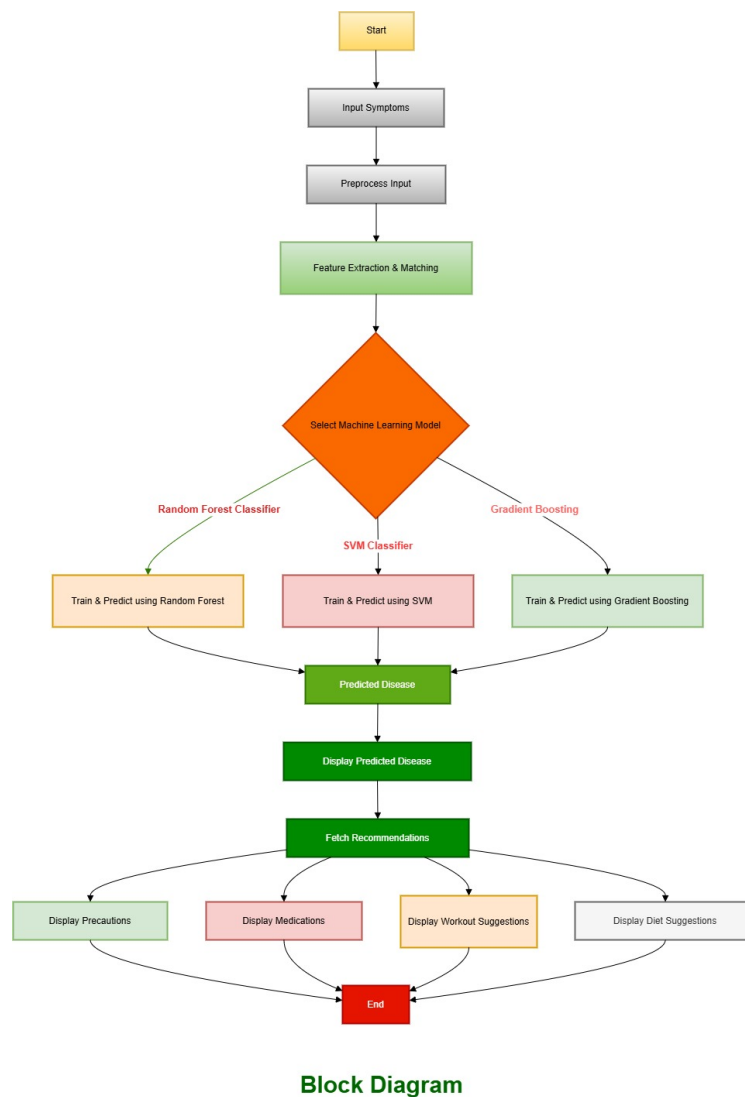 Start
Input Symptoms
Preprocess Input
Feature Extraction & Matching
Select Machine Learning Model
Random Forest Classifier
Gradient Boosting
SVM Classifier
Train & Predict using Random Forest
Train & Predict using SVM
Train & Predict using Gradient Boosting
Predicted Disease
Display Predicted Disease
Fetch Recommendations
Display Precautions
Display Medications
Display Workout Suggestions
Display Diet Suggestions
End
Block Diagram